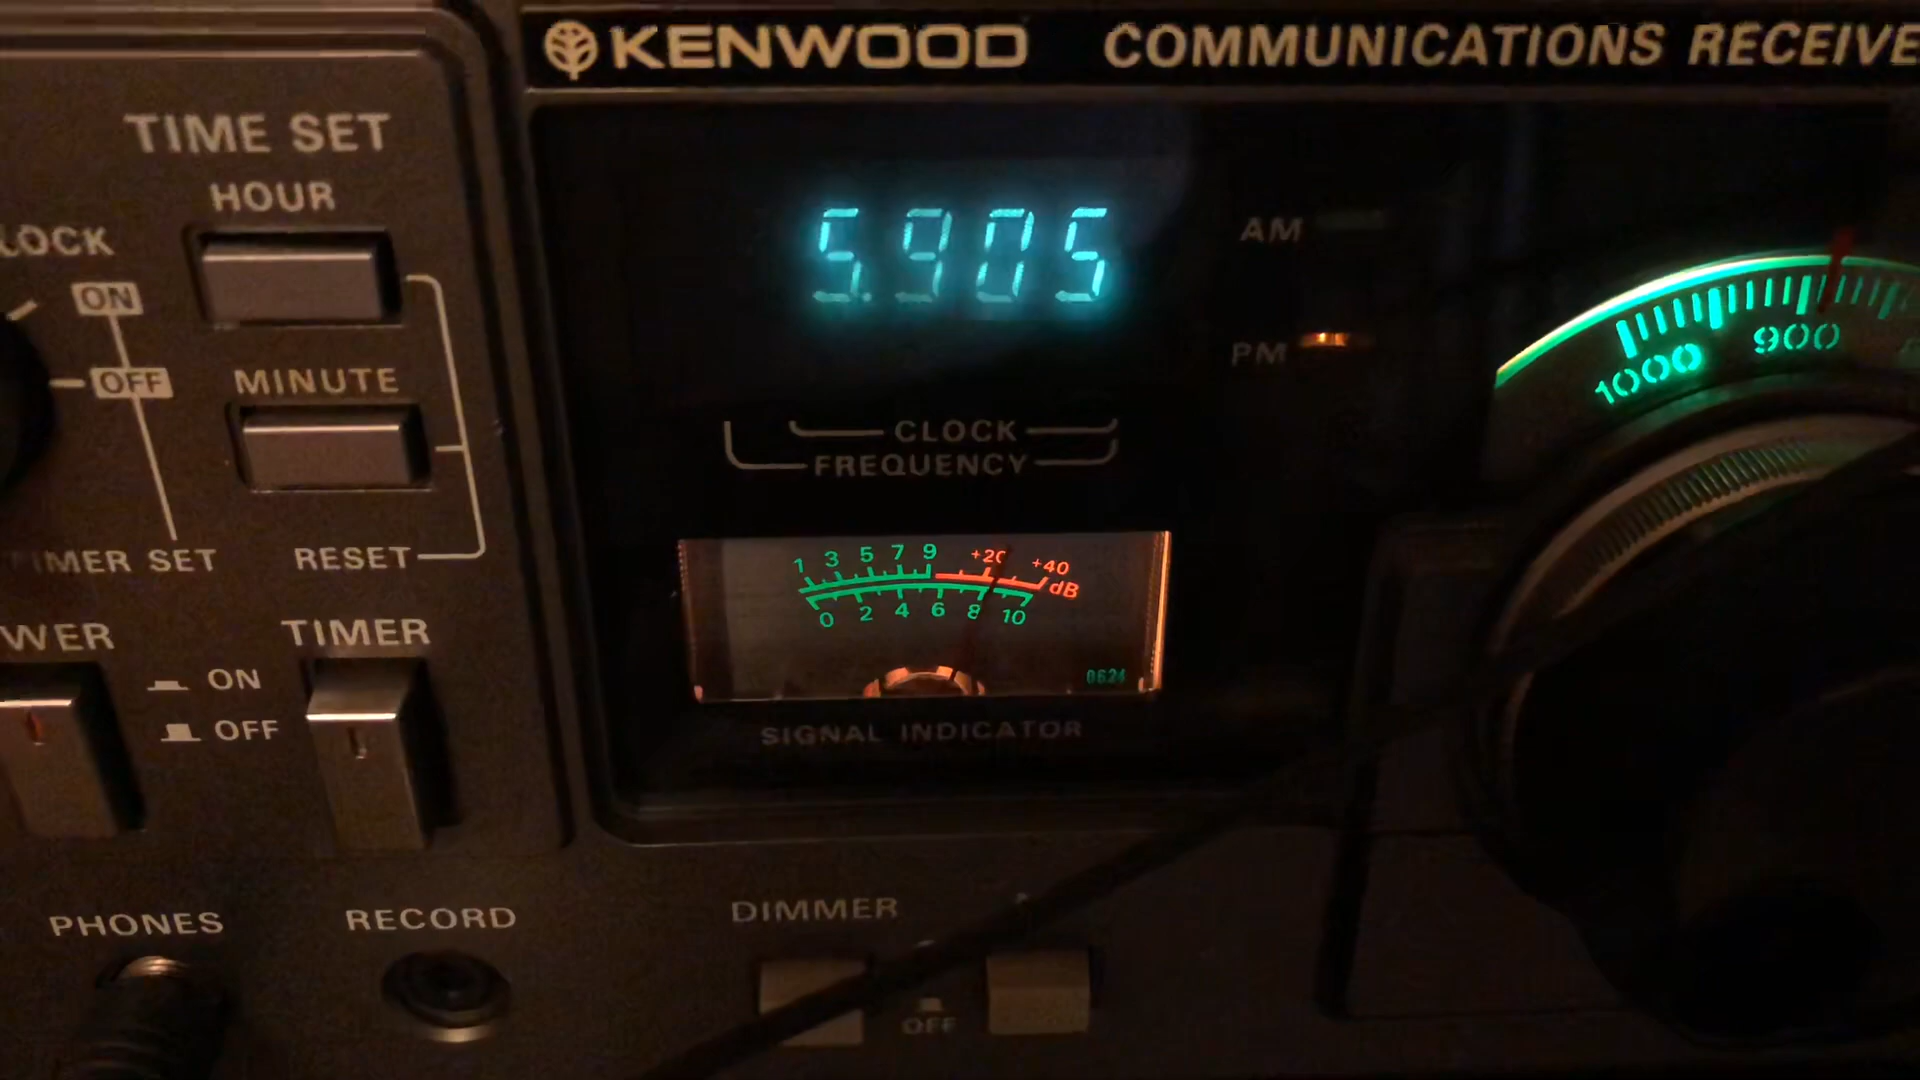 KENWOOD COMMUNICATIONS RECEIVE
TIME SET
HOUR
LOCK
ON
OFF
MINUTE
TIMER SET
RESET
5.905
AM
PM
CLOCK
FREQUENCY
1000 900
1 3 5 7 9 +20 +40
dB
0 2 4 6 8 10
0624
SIGNAL INDICATOR
WER
TIMER
ON
OFF
PHONES
RECORD
DIMMER
OFF